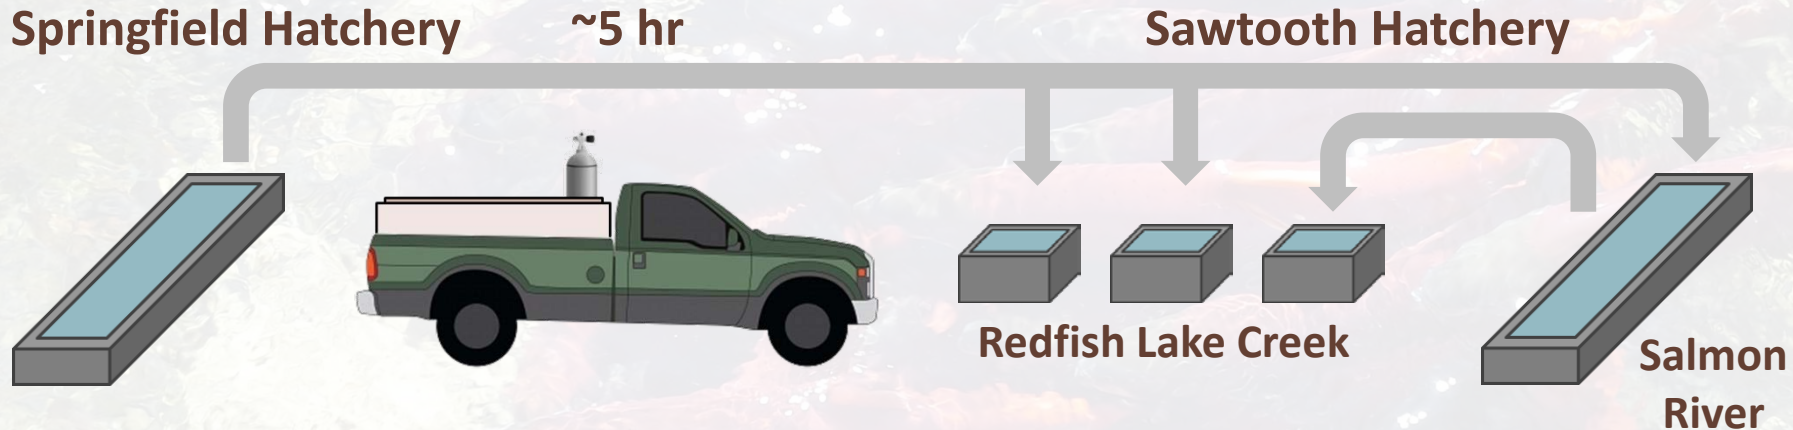 Springfield Hatchery
~5 hr
Sawtooth Hatchery
Redfish Lake Creek
Salmon
River